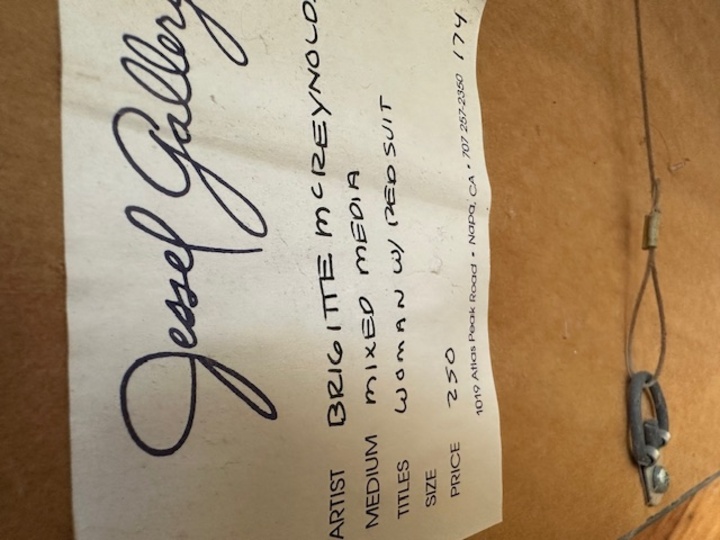 Jessel Gallery
ARTIST BRIGITTE MCREYNOLD
MEDIUM MIXED MEDIA
TITLES WOMAN W/ RED SUIT
SIZE
PRICE 250 174
1019 Atlas Peak Road • Napa, CA • 707 257-2350